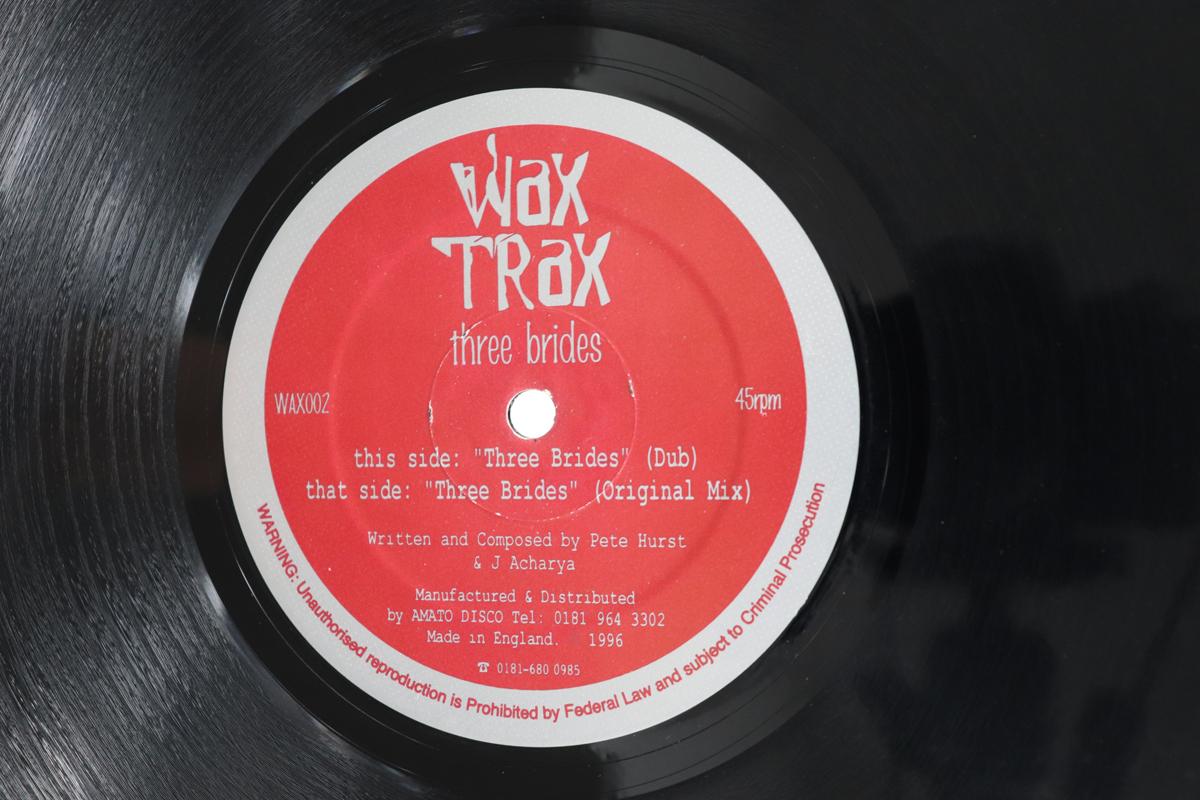 Wax
TRax
three brides
WAX002
45rpm
this side: "Three Brides" (Dub)
that side: "Three Brides" (Original Mix)
Written and Composed by Pete Hurst
& J Acharya
Manufactured & Distributed
by AMATO DISCO Tel: 0181 964 3302
Made in England. 1996
☎ 0181-680 0985
WARNING: Unauthorised reproduction is Prohibited by Federal Law and subject to Criminal Prosecution